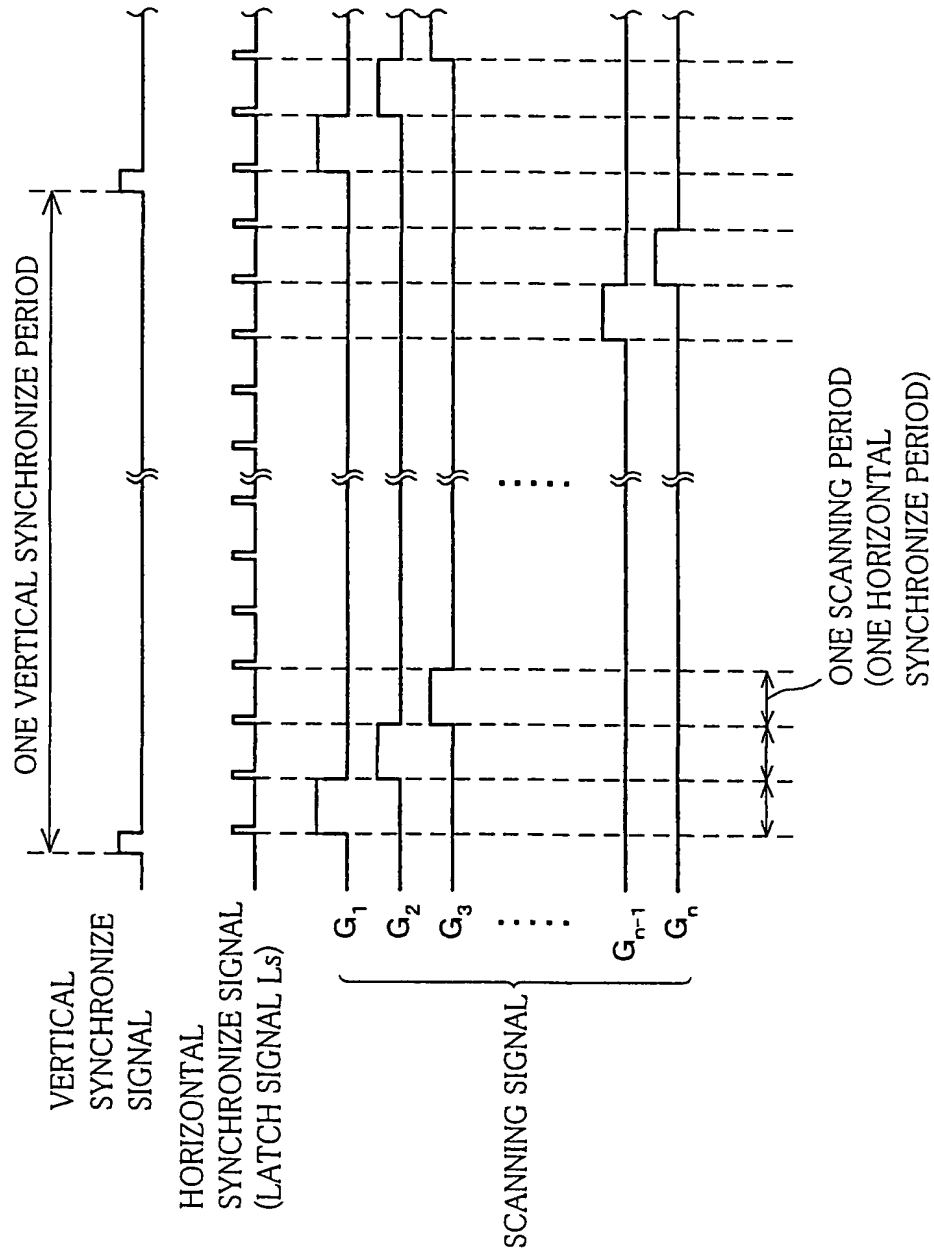 ONE VERTICAL SYNCHRONIZE PERIOD
VERTICAL
SYNCHRONIZE
SIGNAL
HORIZONTAL
SYNCHRONIZE SIGNAL
(LATCH SIGNAL Ls)
SCANNING SIGNAL
G1
G2
G3
.....
.....
Gn-1
Gn
ONE SCANNING PERIOD
(ONE HORIZONTAL
SYNCHRONIZE PERIOD)